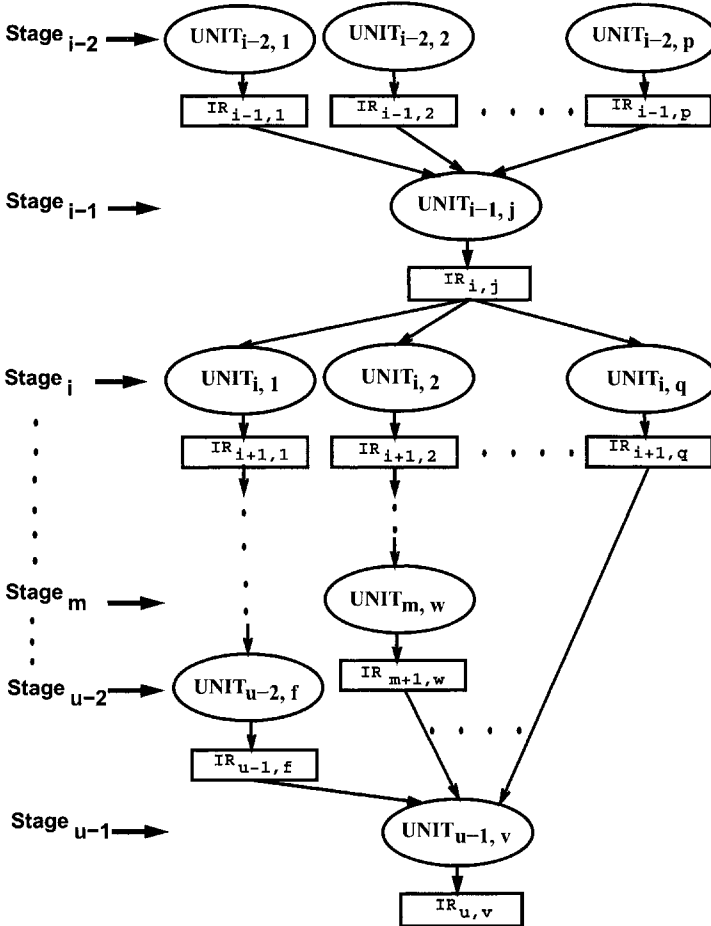 Stage i−2 UNIT i−2, 1 UNIT i−2, 2 UNIT i−2, p
IR i-1,1 IR i-1,2 . . . . . IR i-1,p
Stage i−1 UNIT i−1, j
IR i,j
Stage i UNIT i, 1 UNIT i, 2 UNIT i, q
IR i+1,1 IR i+1,2 . . . . . IR i+1,q
Stage m UNIT m, w
IR m+1,w
Stage u−2 UNIT u−2, f
IR u-1,f
Stage u−1 UNIT u−1, v
IR u,v